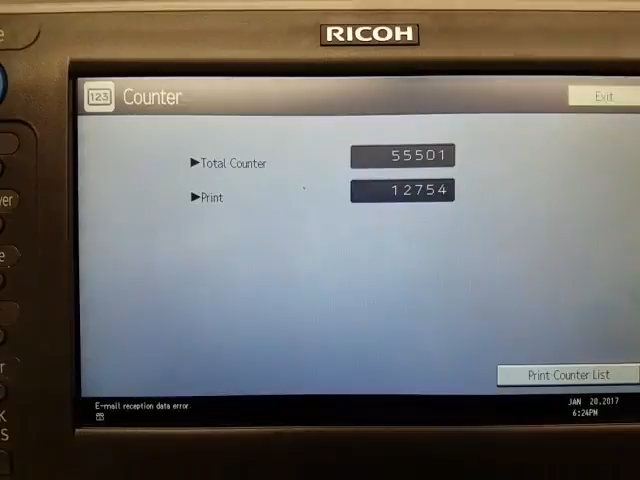 RICOH
123 Counter
Exit
▶Total Counter 55501
▶Print 12754
Print Counter List
E-mail reception data error.
JAN 20,2017
6:24PM